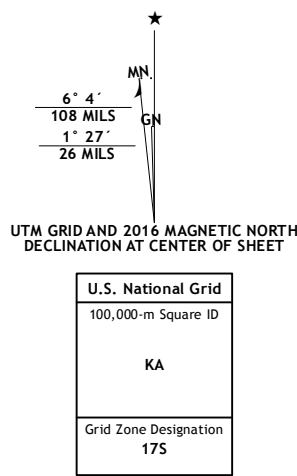 MN.
6° 4´
108 MILS
GN
1° 27´
26 MILS
UTM GRID AND 2016 MAGNETIC NORTH
DECLINATION AT CENTER OF SHEET
U.S. National Grid
100,000-m Square ID
KA
Grid Zone Designation
17S